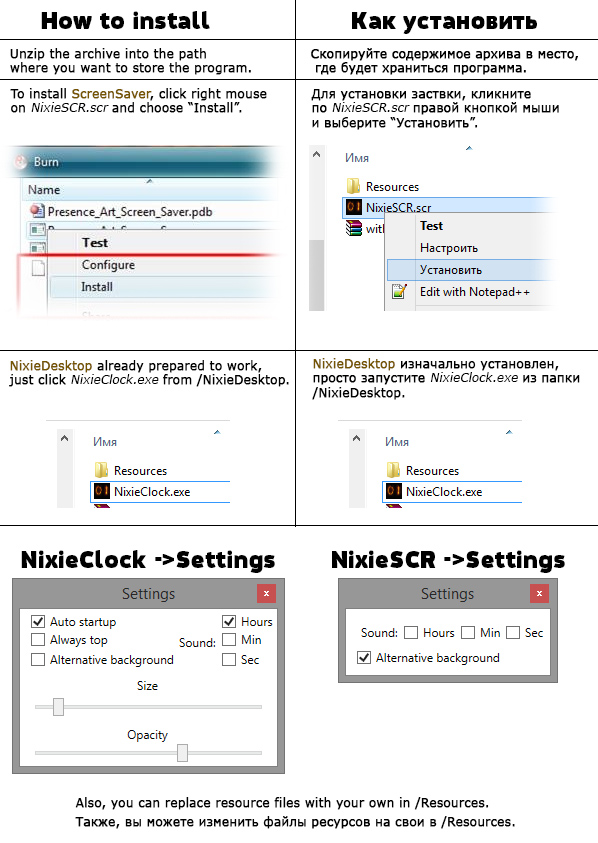 How to install
Как установить
Unzip the archive into the path
where you want to store the program.
Скопируйте содержимое архива в место,
где будет храниться программа.
To install ScreenSaver, click right mouse
on NixieSCR.scr and choose “Install”.
Для установки заствки, кликните
по NixieSCR.scr правой кнопкой мыши
и выберите “Установить”.
Burn
Name
Presence_Art_Screen_Saver.pdb
Test
Configure
Install
Имя
Resources
NixieSCR.scr
Test
Настроить
Установить
Edit with Notepad++
NixieDesktop already prepared to work,
just click NixieClock.exe from /NixieDesktop.
NixieDesktop изначально установлен,
просто запустите NixieClock.exe из папки
/NixieDesktop.
Имя
Resources
NixieClock.exe
Имя
Resources
NixieClock.exe
NixieClock ->Settings
Settings
x
Auto startup
Hours
Always top
Sound:
Min
Alternative background
Sec
Size
Opacity
NixieSCR ->Settings
Settings
x
Sound: Hours Min Sec
Alternative background
Also, you can replace resource files with your own in /Resources.
Также, вы можете изменить файлы ресурсов на свои в /Resources.